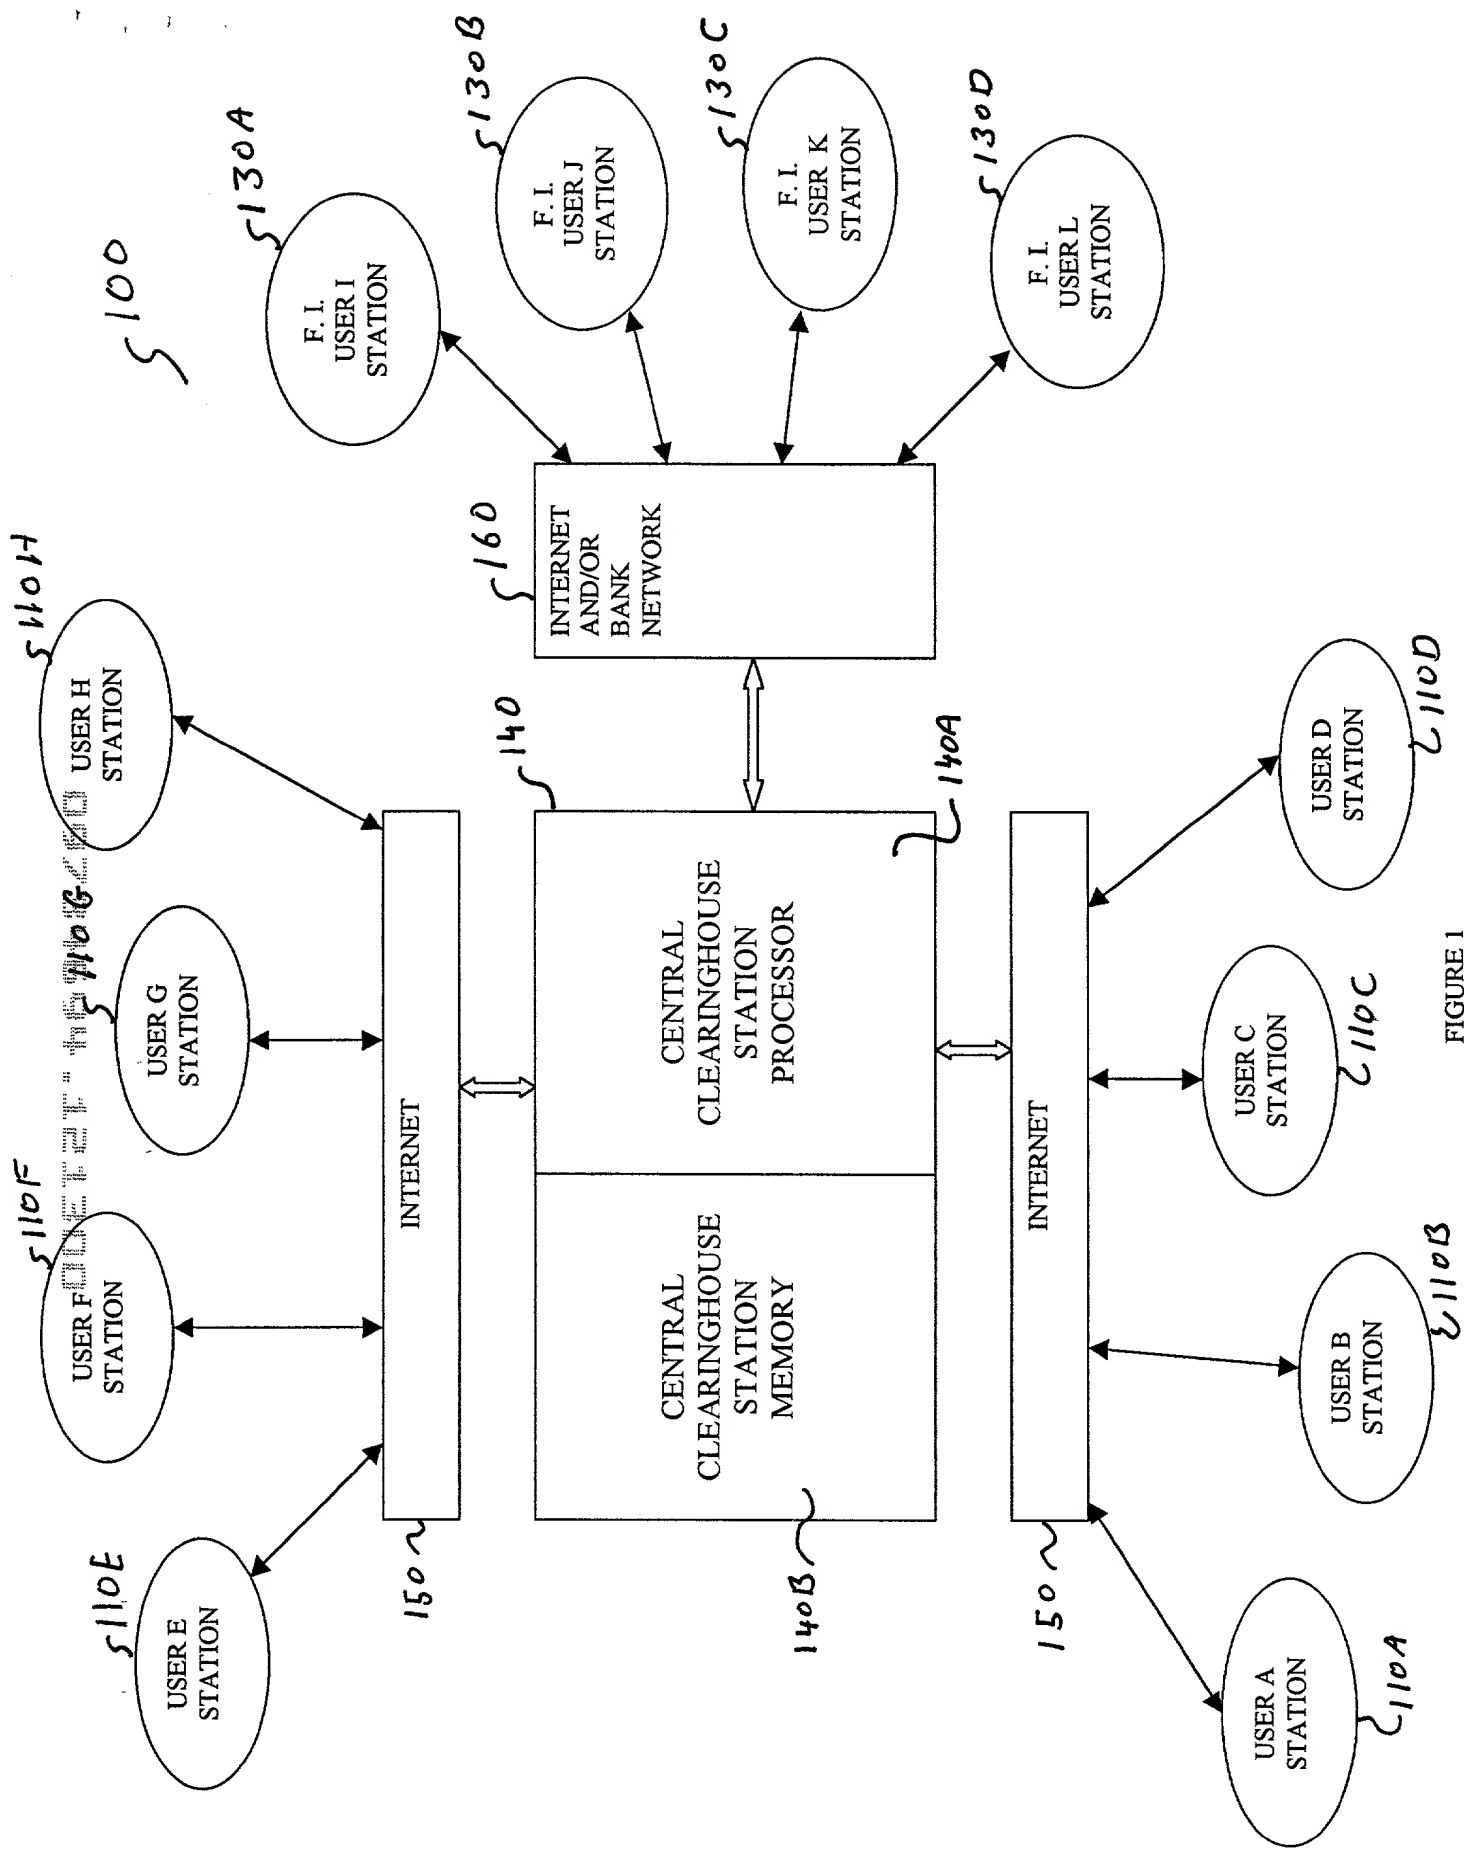 100
110E
USER E
STATION
110F
USER F
STATION
110G
USER G
STATION
110H
USER H
STATION
130A
F. I.
USER I
STATION
130B
F. I.
USER J
STATION
130C
F. I.
USER K
STATION
130D
F. I.
USER L
STATION
150
INTERNET
140
140B
CENTRAL
CLEARINGHOUSE
STATION
MEMORY
CENTRAL
CLEARINGHOUSE
STATION
PROCESSOR
140A
160
INTERNET
AND/OR
BANK
NETWORK
150
INTERNET
USER A
STATION
110A
USER B
STATION
110B
USER C
STATION
110C
USER D
STATION
110D
FIGURE 1